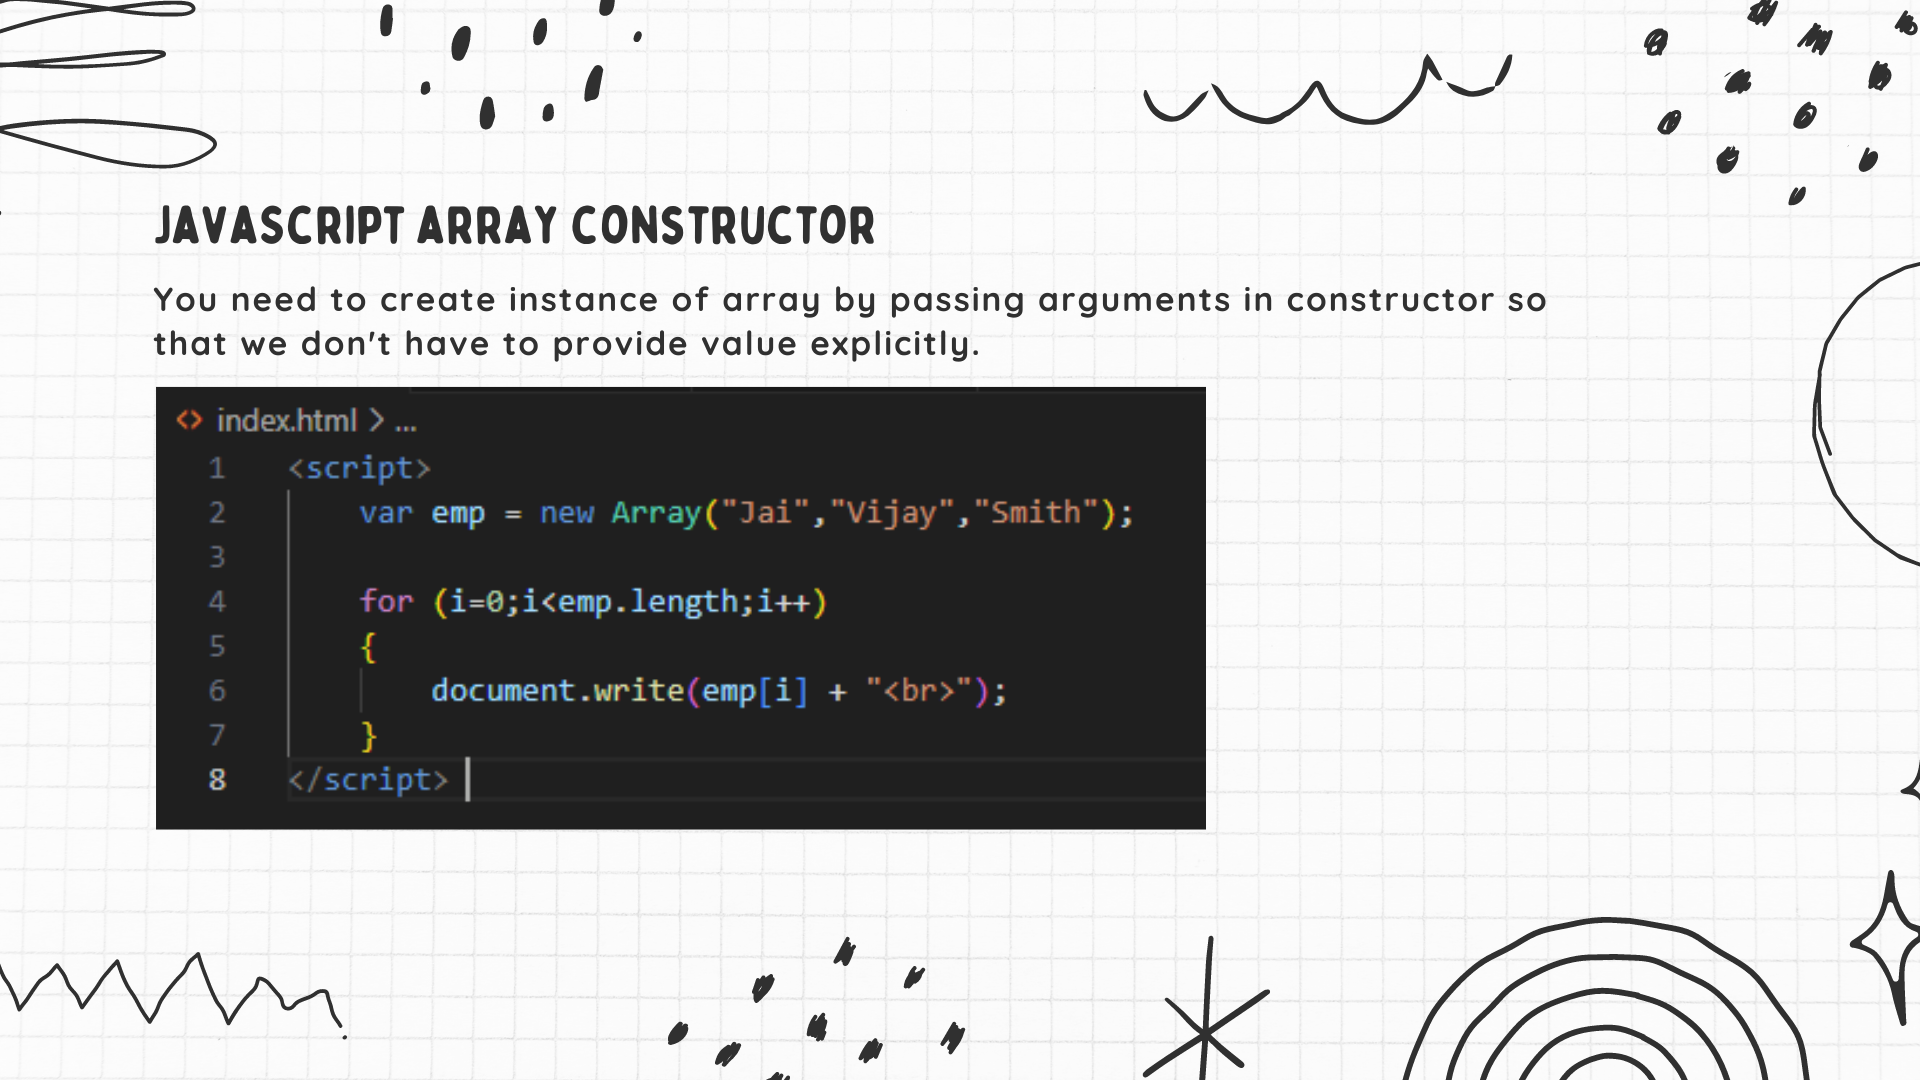 JAVASCRIPT ARRAY CONSTRUCTOR
You need to create instance of array by passing arguments in constructor so
that we don't have to provide value explicitly.
<> index.html > ...
1 <script>
2 var emp = new Array("Jai","Vijay","Smith");
3
4 for (i=0;i<emp.length;i++)
5 {
6 document.write(emp[i] + "<br>");
7 }
8 </script>